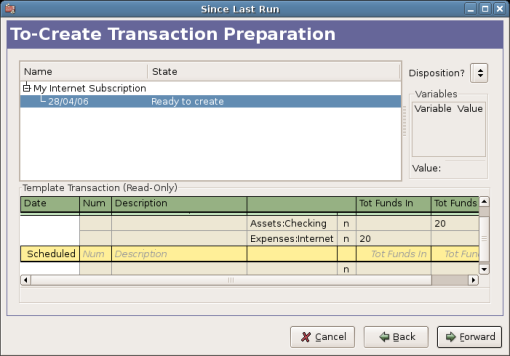 Since Last Run
To-Create Transaction Preparation
Name State
My Internet Subscription
28/04/06 Ready to create
Disposition?
Variables
Variable Value
Value:
Template Transaction (Read-Only)
Date Num Description Tot Funds In Tot Funds
Assets:Checking n 20
Expenses:Internet n 20
Scheduled Num Description Tot Funds In Tot Fun
n
Cancel Back Forward